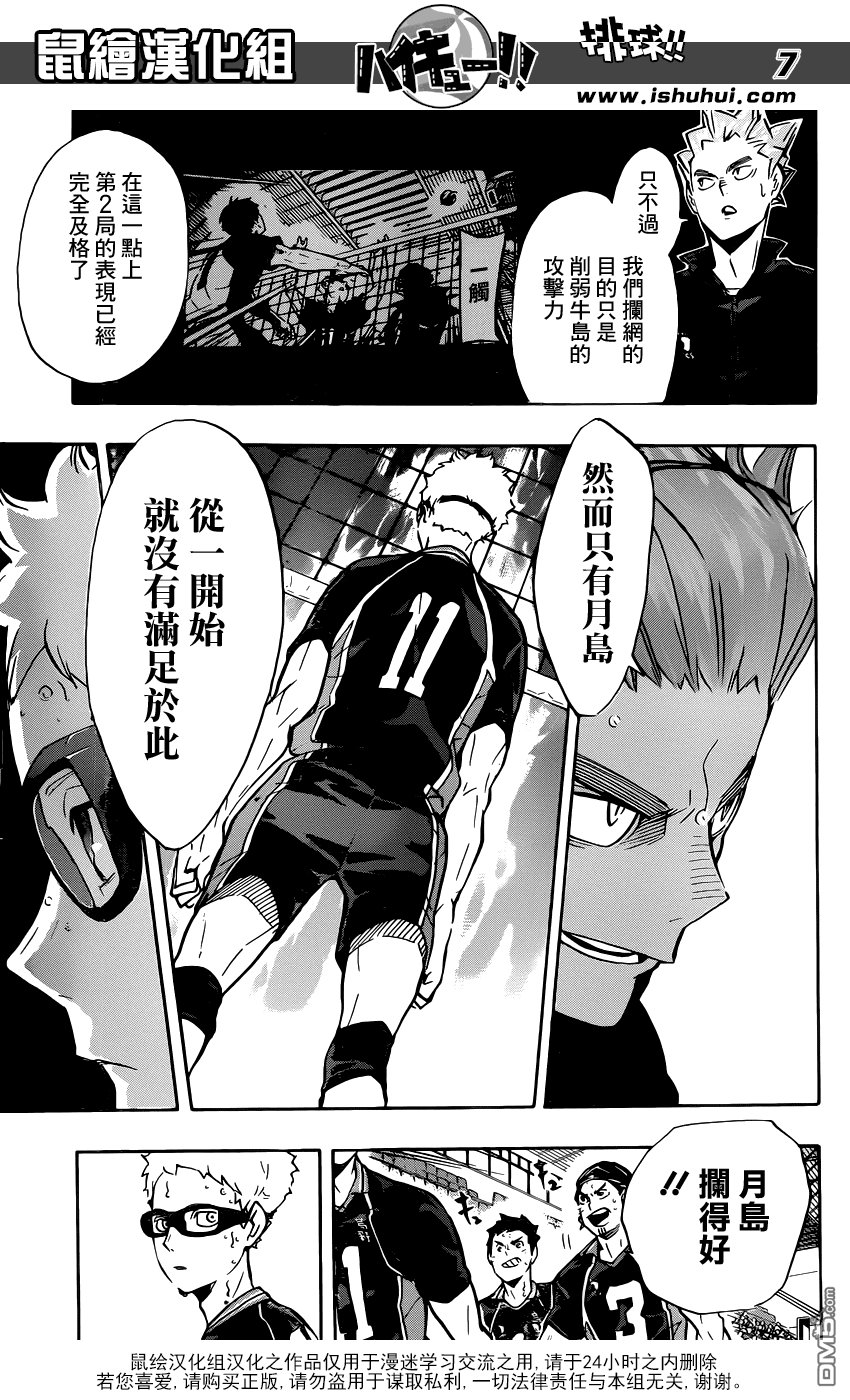 鼠繪漢化組
ハイキュー!!
排球!!
7
www.ishuhui.com
只不過
我們攔網的
目的只是
削弱牛島的
攻擊力
一觸
在這一點上
第2局的表現已經
完全及格了
然而只有月島
從一開始
就沒有滿足於此
11
月島
攔得好
!!
3
1
DM5.com
鼠绘汉化组汉化之作品仅用于漫迷学习交流之用, 请于24小时之内删除
若您喜爱, 请购买正版, 请勿盗用于谋取私利, 一切法律责任与本组无关, 谢谢。